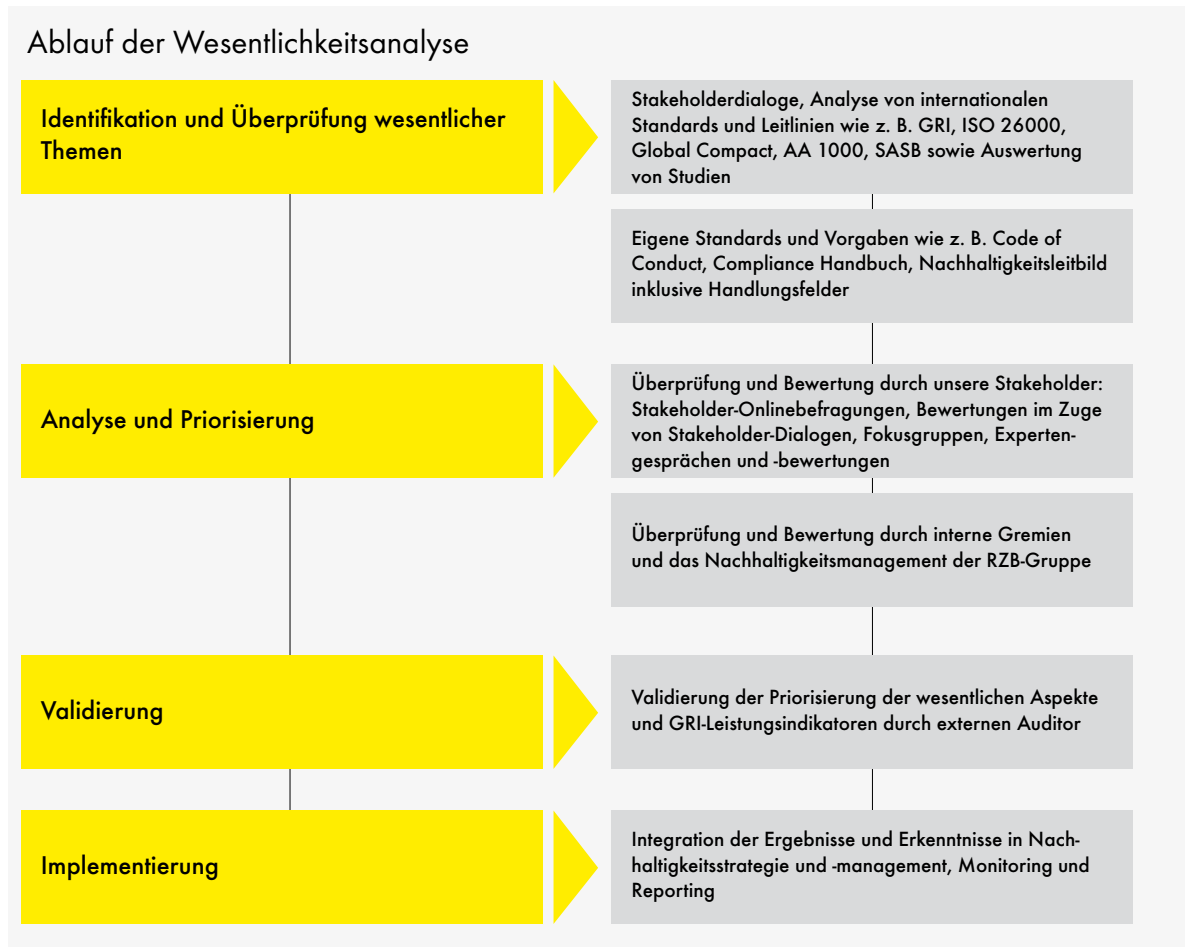 Ablauf der Wesentlichkeitsanalyse
Identifikation und Überprüfung wesentlicher
Themen
Stakeholderdialoge, Analyse von internationalen
Standards und Leitlinien wie z. B. GRI, ISO 26000,
Global Compact, AA 1000, SASB sowie Auswertung
von Studien
Eigene Standards und Vorgaben wie z. B. Code of
Conduct, Compliance Handbuch, Nachhaltigkeitsleitbild
inklusive Handlungsfelder
Analyse und Priorisierung
Überprüfung und Bewertung durch unsere Stakeholder:
Stakeholder-Onlinebefragungen, Bewertungen im Zuge
von Stakeholder-Dialogen, Fokusgruppen, Experten-
gesprächen und -bewertungen
Überprüfung und Bewertung durch interne Gremien
und das Nachhaltigkeitsmanagement der RZB-Gruppe
Validierung
Validierung der Priorisierung der wesentlichen Aspekte
und GRI-Leistungsindikatoren durch externen Auditor
Implementierung
Integration der Ergebnisse und Erkenntnisse in Nach-
haltigkeitsstrategie und -management, Monitoring und
Reporting